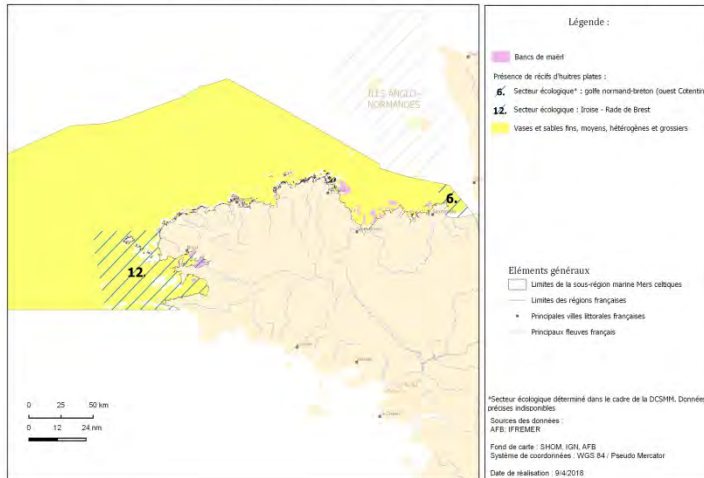 ILES ANGLO-
NORMANDES
6.
12.
0 25 50 km
0 12 24 nm
Légende :
Bancs de maërl
Présence de récifs d'huîtres plates :
6. Secteur écologique* : golfe normand-breton (ouest Cotentin
12. Secteur écologique : Iroise - Rade de Brest
Vases et sables fins, moyens, hétérogènes et grossiers
Eléments généraux
Limites de la sous-région marine Mers celtiques
Limites des régions françaises
Principales villes littorales françaises
Principaux fleuves français
*Secteur écologique déterminé dans le cadre de la DCSMM. Données
précises indisponibles
Sources des données :
AFB, IFREMER
Fond de carte : SHOM, IGN, AFB
Système de coordonnées : WGS 84 / Pseudo Mercator
Date de réalisation : 9/4/2018